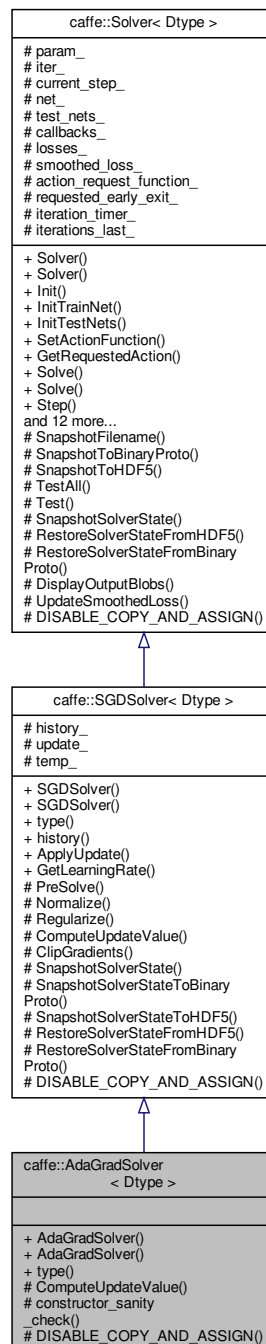 caffe::Solver< Dtype >
# param_
# iter_
# current_step_
# net_
# test_nets_
# callbacks_
# losses_
# smoothed_loss_
# action_request_function_
# requested_early_exit_
# iteration_timer_
# iterations_last_
+ Solver()
+ Solver()
+ Init()
+ InitTrainNet()
+ InitTestNets()
+ SetActionFunction()
+ GetRequestedAction()
+ Solve()
+ Solve()
+ Step()
and 12 more...
# SnapshotFilename()
# SnapshotToBinaryProto()
# SnapshotToHDF5()
# TestAll()
# Test()
# SnapshotSolverState()
# RestoreSolverStateFromHDF5()
# RestoreSolverStateFromBinary
Proto()
# DisplayOutputBlobs()
# UpdateSmoothedLoss()
# DISABLE_COPY_AND_ASSIGN()
caffe::SGDSolver< Dtype >
# history_
# update_
# temp_
+ SGDSolver()
+ SGDSolver()
+ type()
+ history()
+ ApplyUpdate()
+ GetLearningRate()
# PreSolve()
# Normalize()
# Regularize()
# ComputeUpdateValue()
# ClipGradients()
# SnapshotSolverState()
# SnapshotSolverStateToBinary
Proto()
# SnapshotSolverStateToHDF5()
# RestoreSolverStateFromHDF5()
# RestoreSolverStateFromBinary
Proto()
# DISABLE_COPY_AND_ASSIGN()
caffe::AdaGradSolver
< Dtype >
+ AdaGradSolver()
+ AdaGradSolver()
+ type()
# ComputeUpdateValue()
# constructor_sanity
_check()
# DISABLE_COPY_AND_ASSIGN()